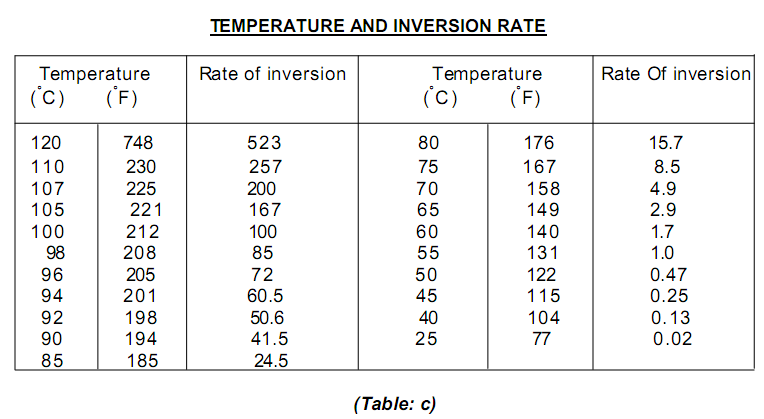 TEMPERATURE AND INVERSION RATE
Temperature Rate of inversion Temperature Rate Of inversion
(°C) (°F) (°C) (°F)
120 748 523 80 176 15.7
110 230 257 75 167 8.5
107 225 200 70 158 4.9
105 221 167 65 149 2.9
100 212 100 60 140 1.7
98 208 85 55 131 1.0
96 205 72 50 122 0.47
94 201 60.5 45 115 0.25
92 198 50.6 40 104 0.13
90 194 41.5 25 77 0.02
85 185 24.5
(Table: c)